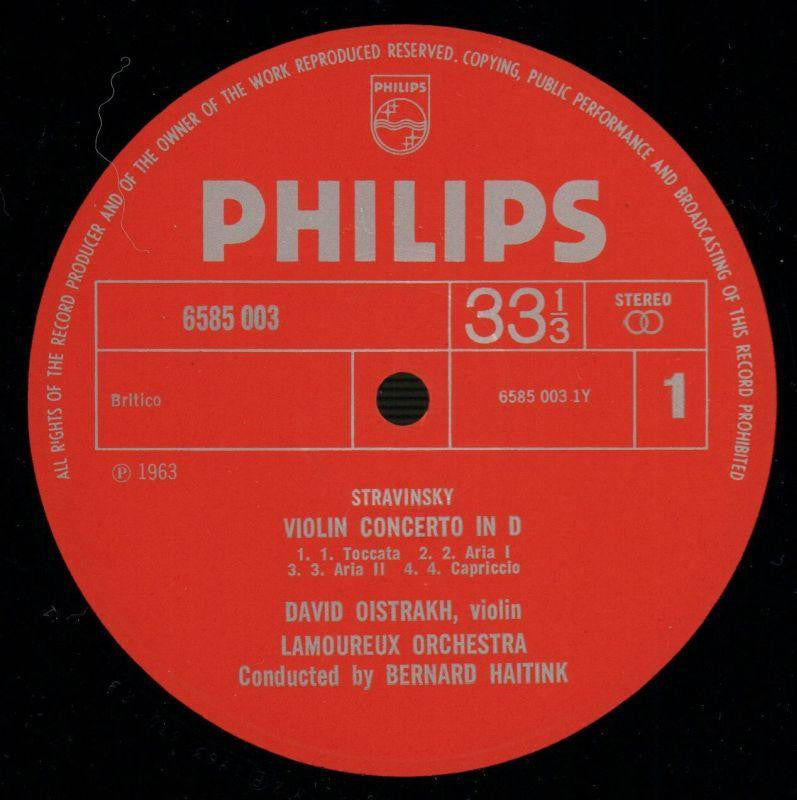 ALL RIGHTS OF THE RECORD PRODUCER AND OF THE OWNER OF THE WORK REPRODUCED RESERVED. COPYING, PUBLIC PERFORMANCE AND BROADCASTING OF THIS RECORD PROHIBITED
PHILIPS
PHILIPS
6585 003
33 1/3
STEREO
Britico
6585 003 1Y
1
Ⓟ 1963
STRAVINSKY
VIOLIN CONCERTO IN D
1. 1. Toccata 2. 2. Aria I
3. 3. Aria II 4. 4. Capriccio
DAVID OISTRAKH, violin
LAMOUREUX ORCHESTRA
Conducted by BERNARD HAITINK